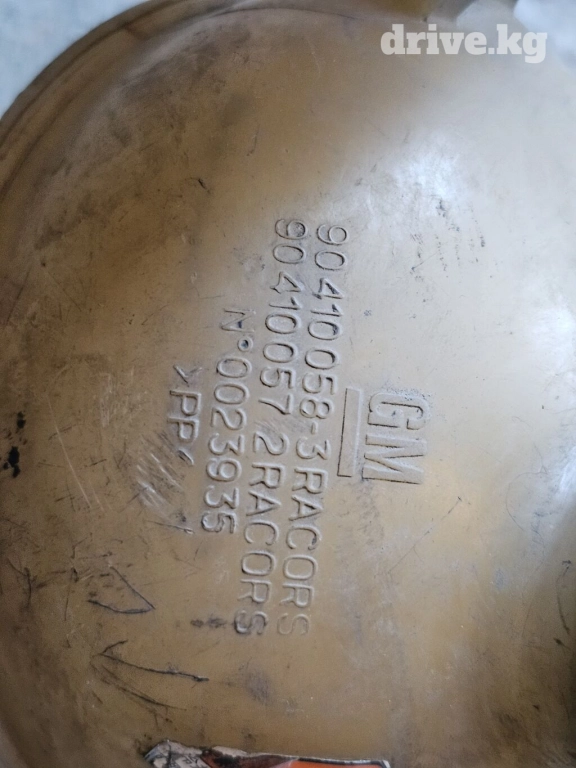 drive.kg
GM
90410058-3RACORS
90410057 2RACORS
N°0023935
>PP<